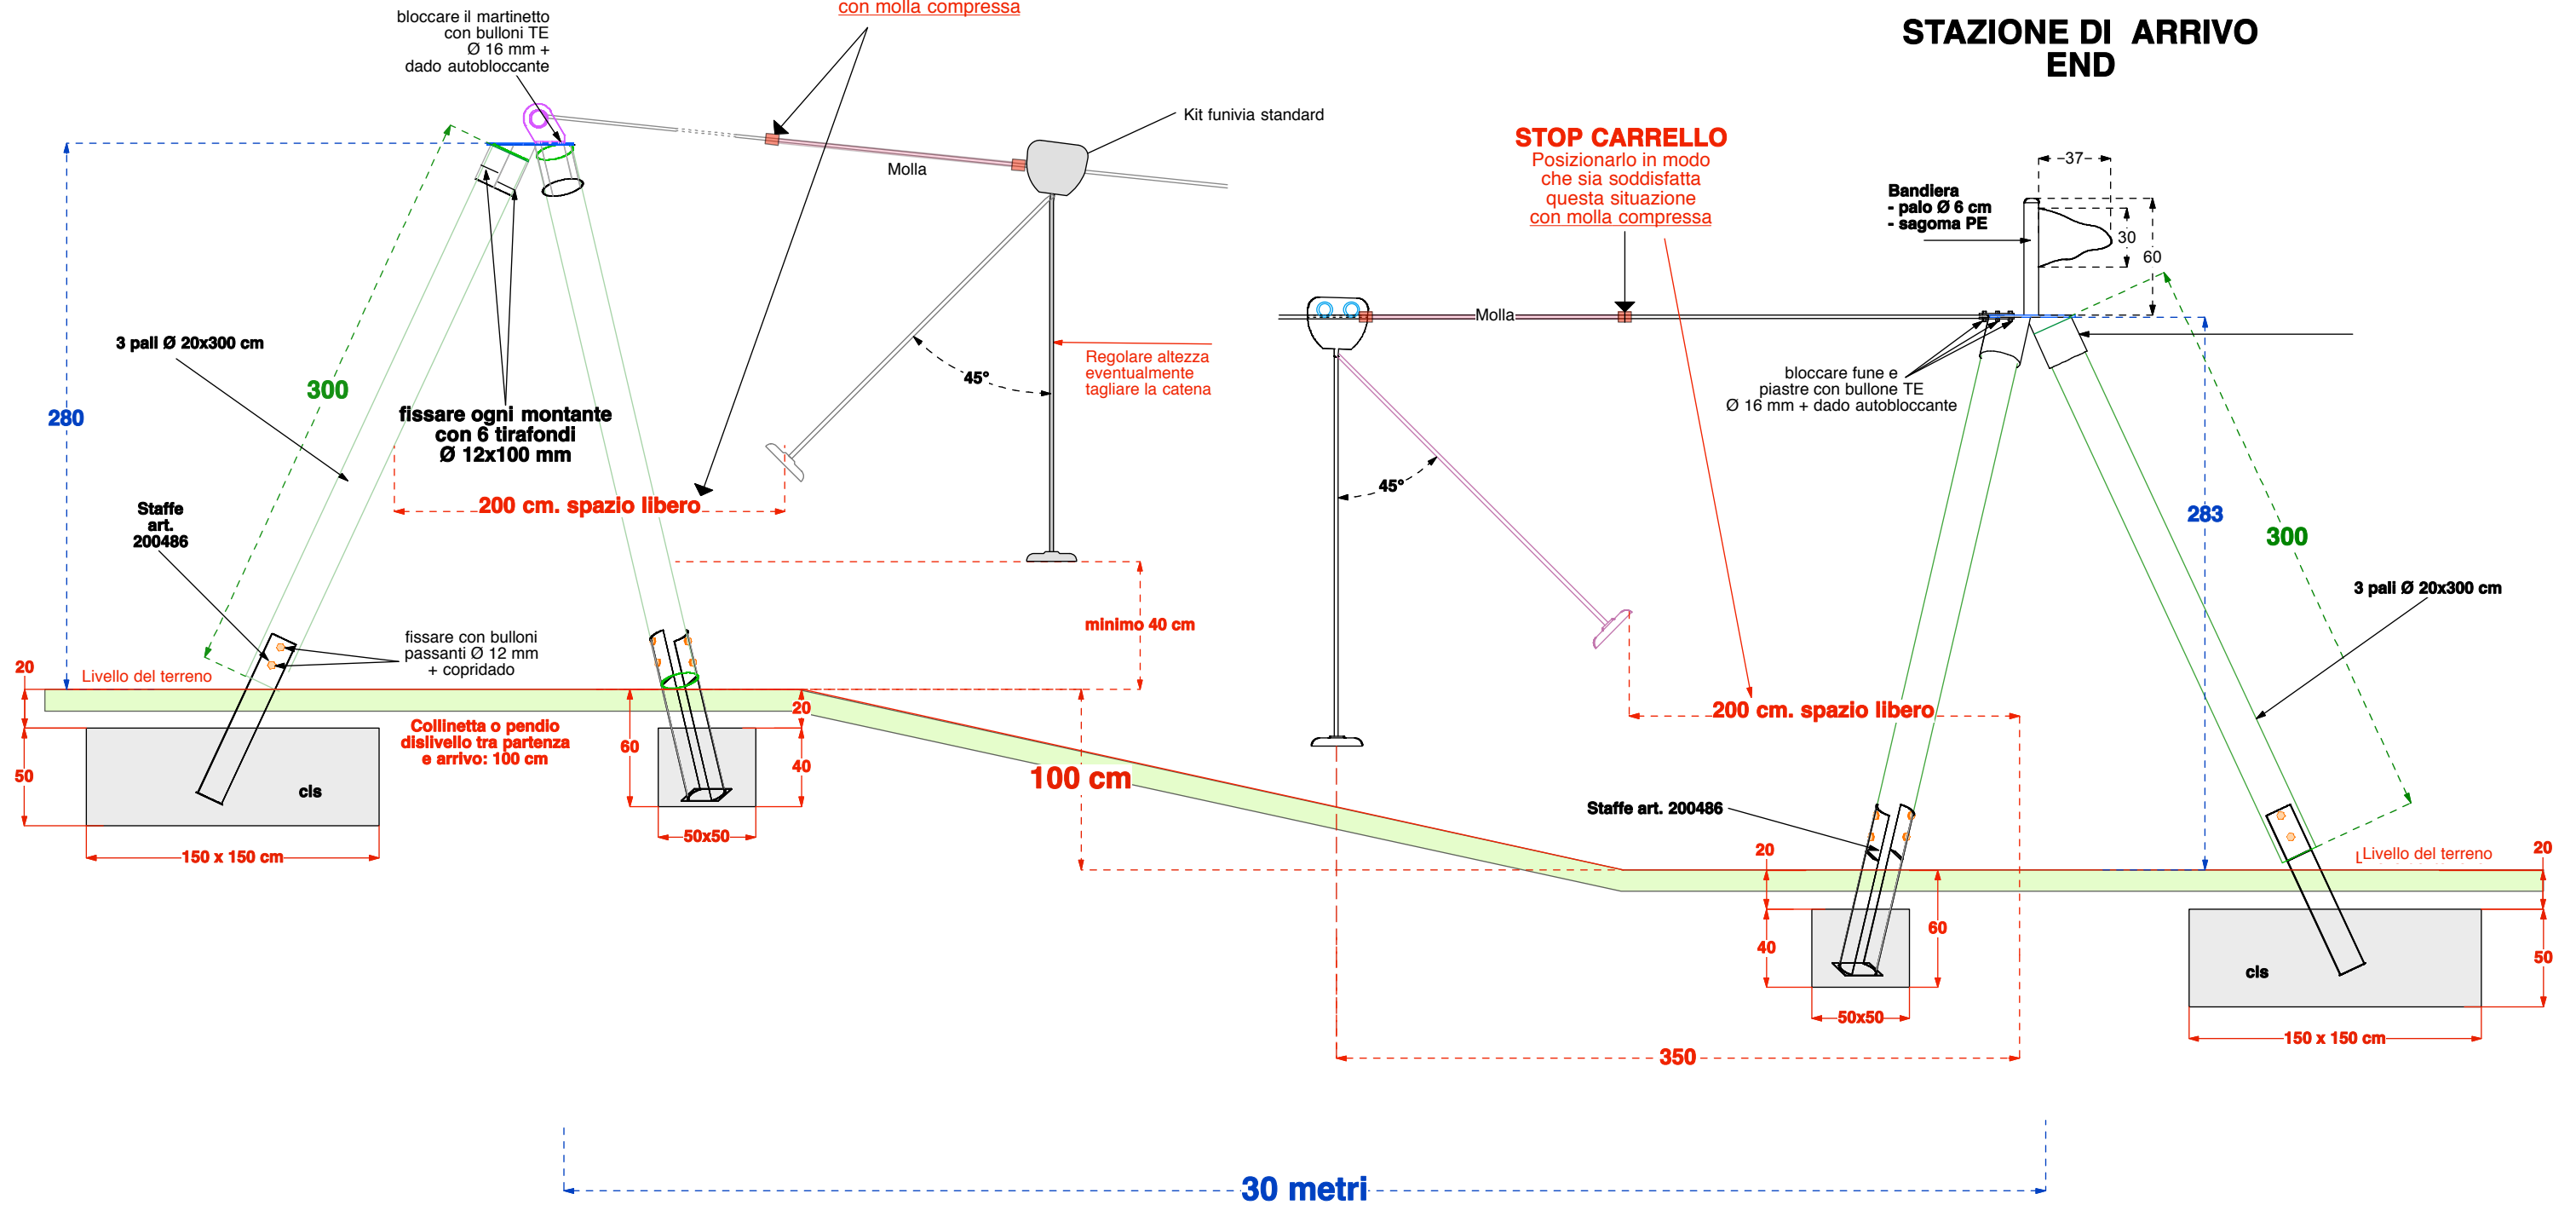 con molla compressa
bloccare il martinetto
con bulloni TE
Ø 16 mm +
dado autobloccante
STAZIONE DI ARRIVO
END
Kit funivia standard
Molla
STOP CARRELLO
Posizionarlo in modo
che sia soddisfatta
questa situazione
con molla compressa
37
Bandiera
- palo Ø 6 cm
- sagoma PE
30
60
Molla
3 pali Ø 20x300 cm
300
280
fissare ogni montante
con 6 tirafondi
Ø 12x100 mm
45°
Regolare altezza
eventualmente
tagliare la catena
bloccare fune e
piastre con bullone TE
Ø 16 mm + dado autobloccante
200 cm. spazio libero
Staffe
art.
200486
45°
283
300
3 pali Ø 20x300 cm
minimo 40 cm
fissare con bulloni
passanti Ø 12 mm
+ copridado
20
Livello del terreno
200 cm. spazio libero
20
Collinetta o pendio
dislivello tra partenza
e arrivo: 100 cm
60
40
50
cls
100 cm
50x50
150 x 150 cm
Staffe art. 200486
20
Livello del terreno
20
40
60
50
cls
50x50
150 x 150 cm
350
30 metri